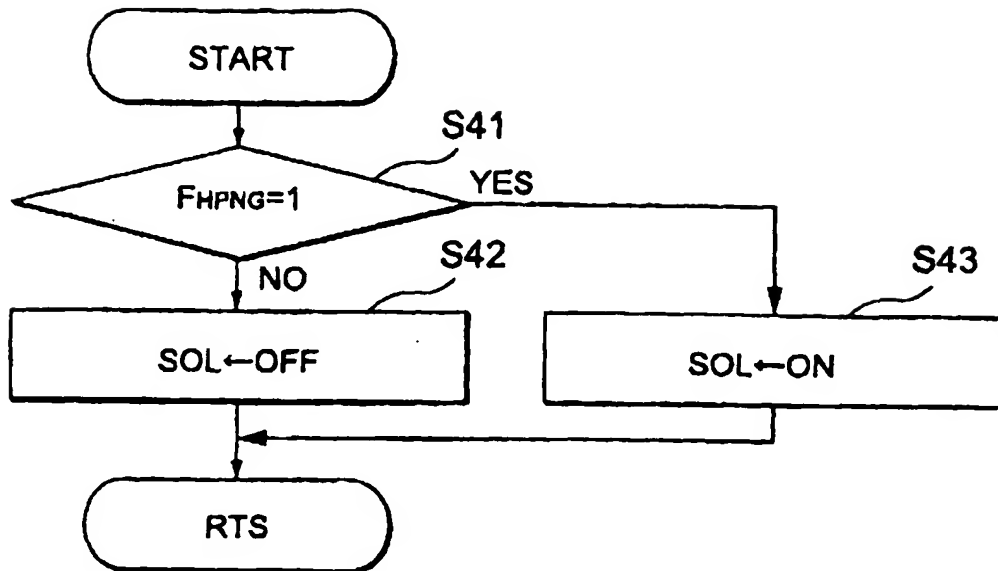 START
S41
FHPNG=1
YES
NO
S42
S43
SOL←OFF
SOL←ON
RTS